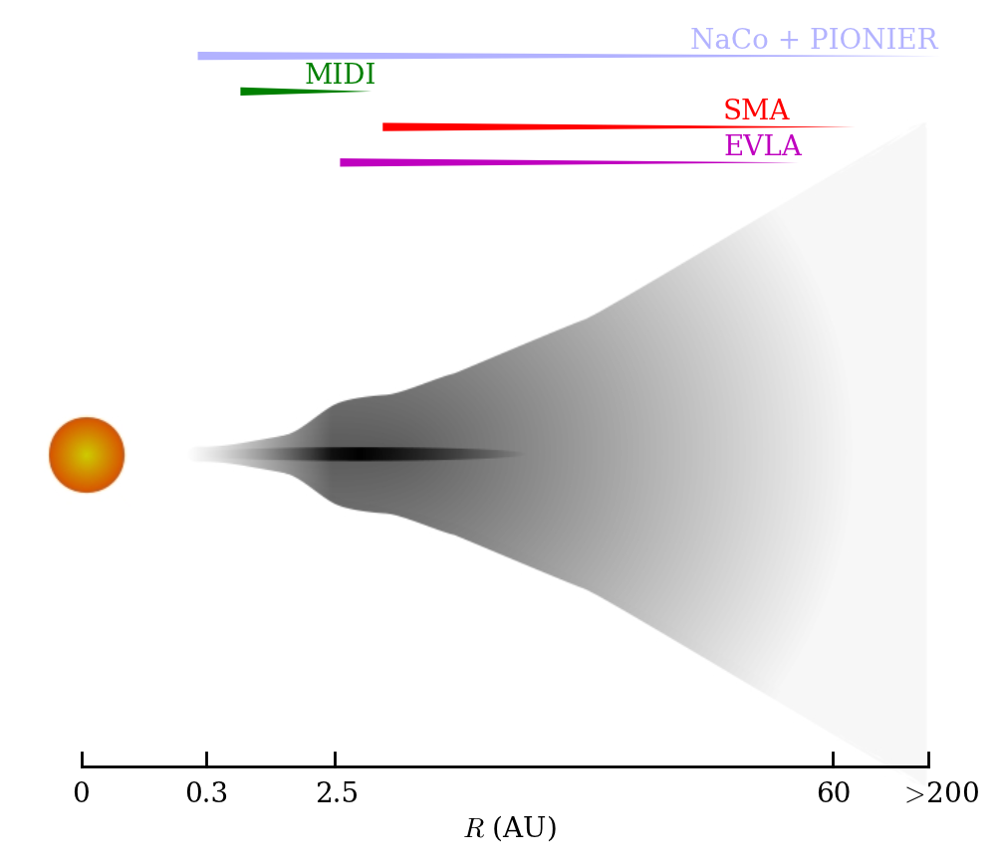 NaCo + PIONIER
MIDI
SMA
EVLA
0 0.3 2.5 60 >200
R (AU)